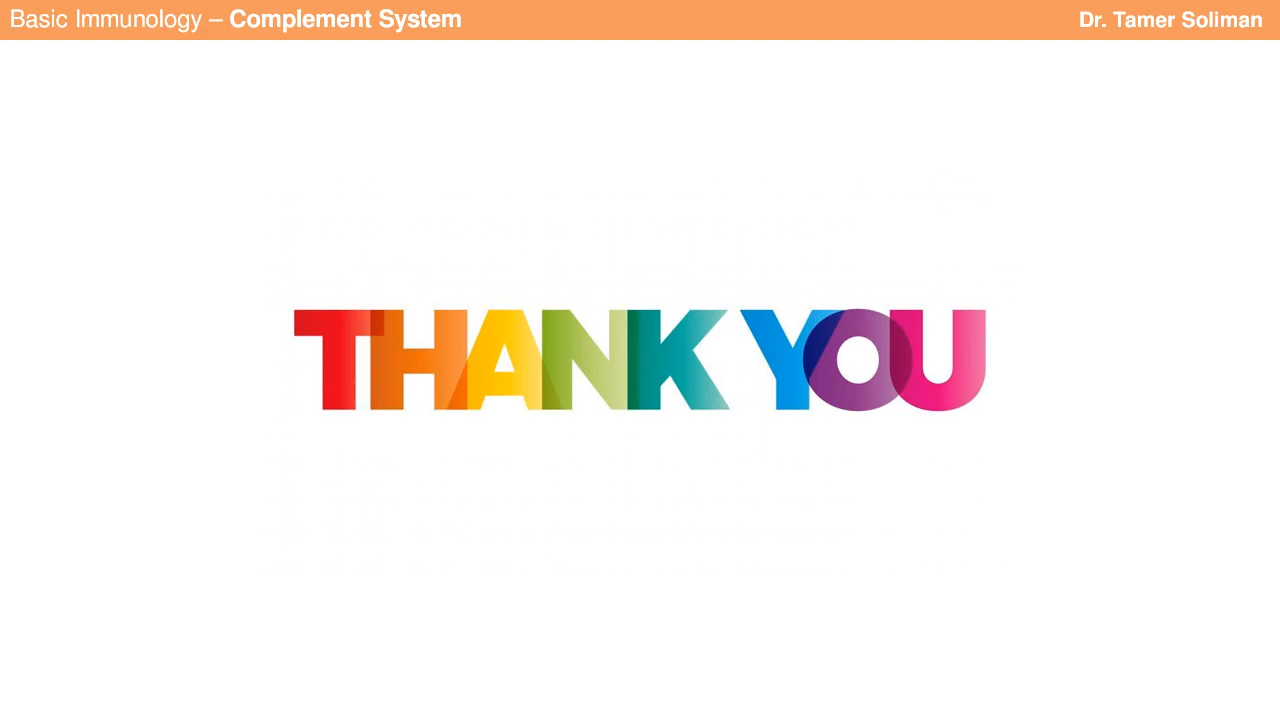 Basic Immunology – Complement System
Dr. Tamer Soliman
THANK YOU